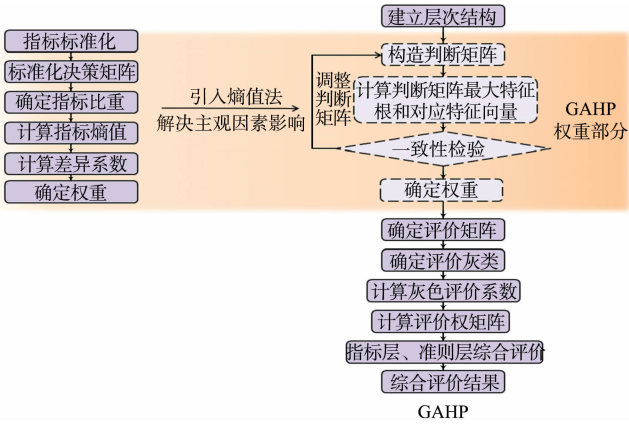 指标标准化
标准化决策矩阵
确定指标比重
计算指标熵值
计算差异系数
确定权重
引入熵值法
解决主观因素影响
建立层次结构
构造判断矩阵
调整
判断
矩阵
计算判断矩阵最大特征
根和对应特征向量
一致性检验
确定权重
GAHP
权重部分
确定评价矩阵
确定评价灰类
计算灰色评价系数
计算评价权矩阵
指标层、准则层综合评价
综合评价结果
GAHP